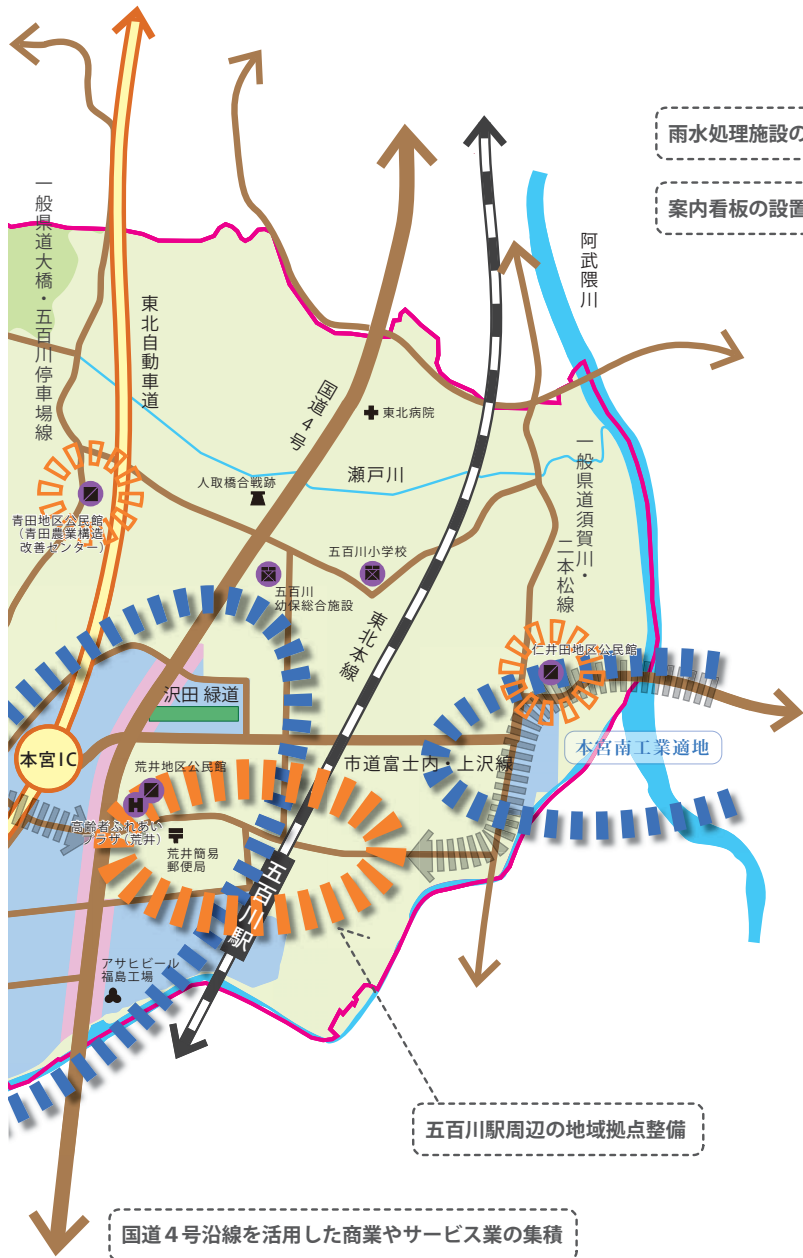 雨水処理施設の
案内看板の設置
阿武隈川
一般県道大橋・五百川停車場線
東北自動車道
国道4号
東北病院
瀬戸川
人取橋合戦跡
一般県道須賀川・
二本松線
青田地区公民館
(青田農業構造
改善センター)
五百川小学校
五百川
幼保総合施設
東北本線
仁井田地区公民館
沢田 緑道
本宮IC
市道富士内・上沢線
本宮南工業適地
荒井地区公民館
高齢者ふれあい
プラザ(荒井)
荒井簡易
郵便局
五百川駅
アサヒビール
福島工場
五百川駅周辺の地域拠点整備
国道4号沿線を活用した商業やサービス業の集積